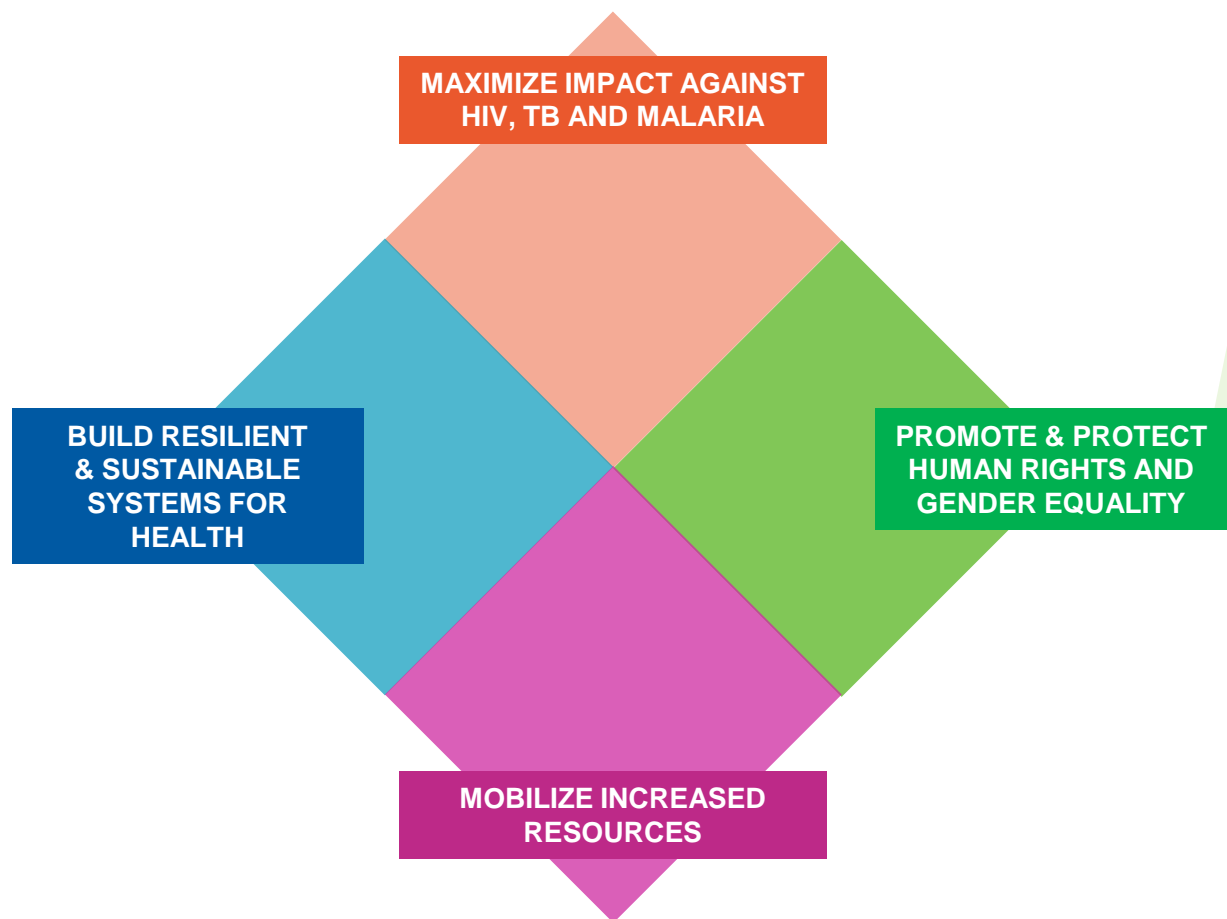 MAXIMIZE IMPACT AGAINST
HIV, TB AND MALARIA
BUILD RESILIENT
& SUSTAINABLE
SYSTEMS FOR
HEALTH
PROMOTE & PROTECT
HUMAN RIGHTS AND
GENDER EQUALITY
MOBILIZE INCREASED
RESOURCES